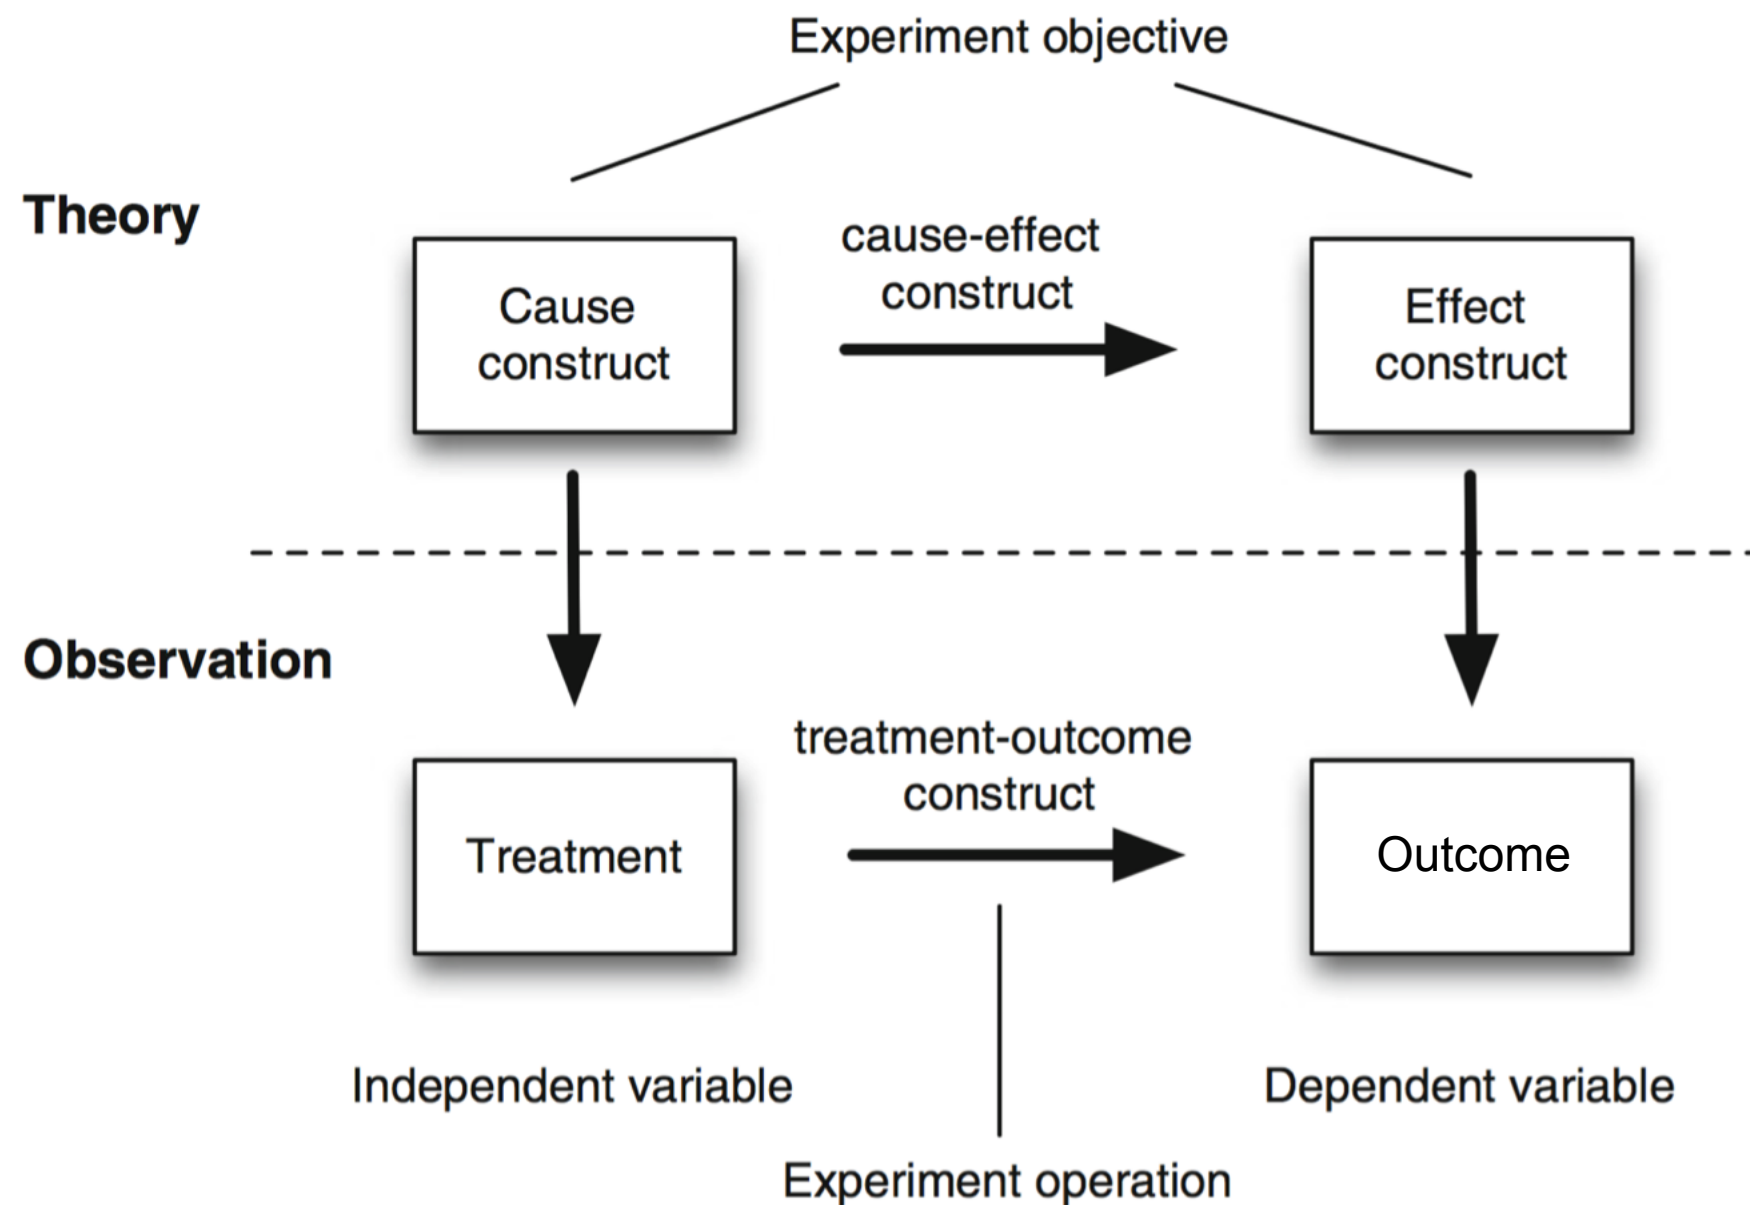 Experiment objective
Theory
cause-effect
construct
Cause
construct
Effect
construct
Observation
treatment-outcome
construct
Treatment
Outcome
Independent variable
Dependent variable
Experiment operation